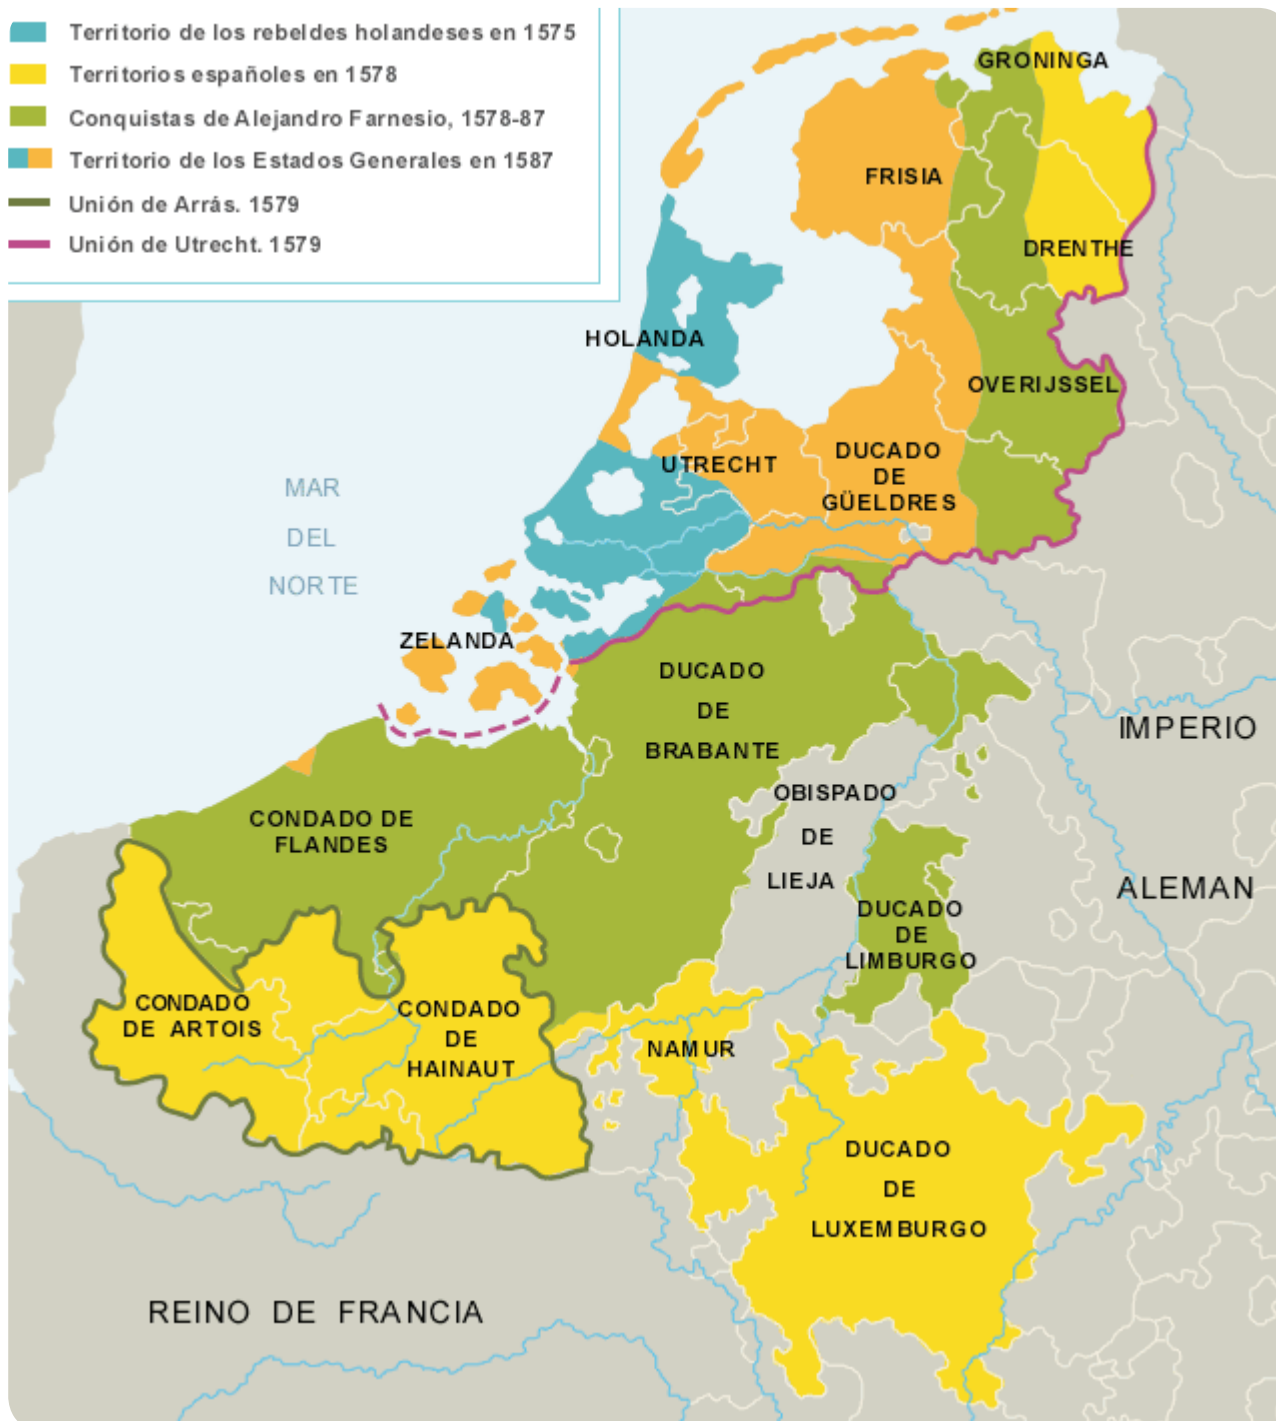 Territorio de los rebeldes holandeses en 1575
Territorios españoles en 1578
Conquistas de Alejandro Farnesio, 1578-87
Territorio de los Estados Generales en 1587
Unión de Arrás. 1579
Unión de Utrecht. 1579
GRONINGA
FRISIA
DRENTHE
HOLANDA
OVERIJSSEL
UTRECHT
DUCADO
DE
GÜELDRES
MAR
DEL
NORTE
ZELANDA
DUCADO
DE
BRABANTE
IMPERIO
OBISPADO
DE
LIEJA
CONDADO DE
FLANDES
ALEMAN
DUCADO
DE
LIMBURGO
CONDADO
DE ARTOIS
CONDADO
DE
HAINAUT
NAMUR
DUCADO
DE
LUXEMBURGO
REINO DE FRANCIA